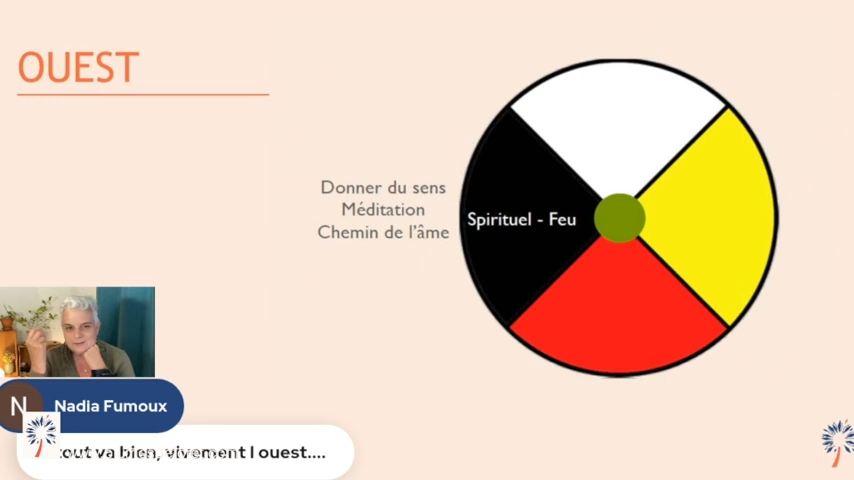 OUEST
Donner du sens
Méditation
Chemin de l'âme
Spirituel - Feu
N
Nadia Fumoux
tout va bien, vivement l ouest....